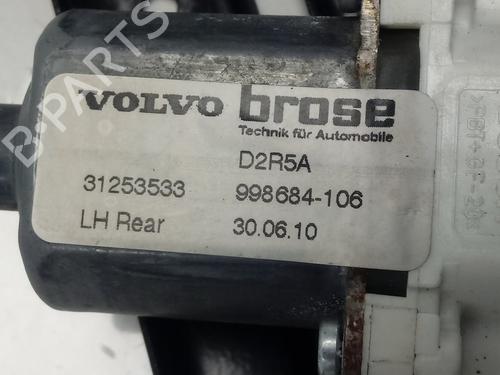 VOLVO brose
Technik für Automobile
D2R5A
31253533 998684-106
LH Rear 30.06.10
B-PARTS